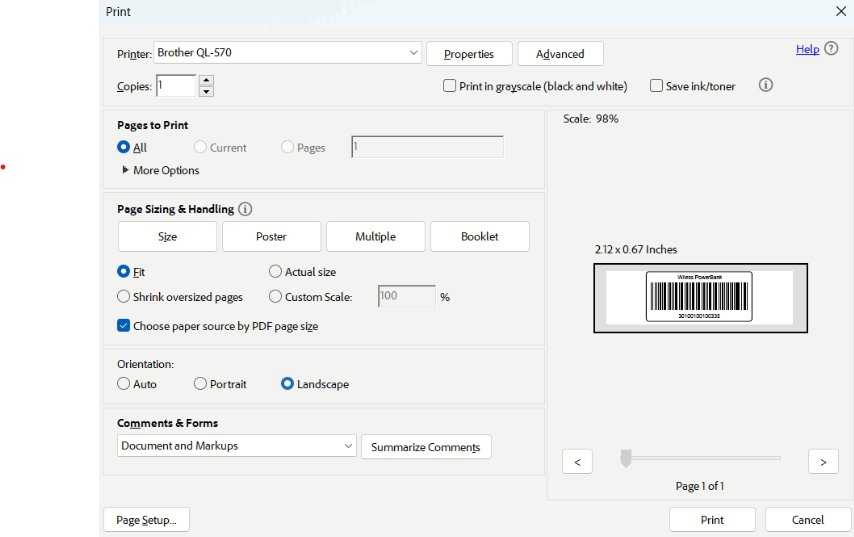 Print
Printer: Brother QL-570 Properties Advanced Help
Copies: 1 Print in grayscale (black and white) Save ink/toner
Pages to Print
All Current Pages 1
More Options
Page Sizing & Handling
Size Poster Multiple Booklet
Fit Actual size
Shrink oversized pages Custom Scale: 100 %
Choose paper source by PDF page size
Orientation:
Auto Portrait Landscape
Comments & Forms
Document and Markups Summarize Comments
Scale: 98%
2.12 x 0.67 Inches
Wiless PowerBank
30100100100335
< >
Page 1 of 1
Page Setup... Print Cancel